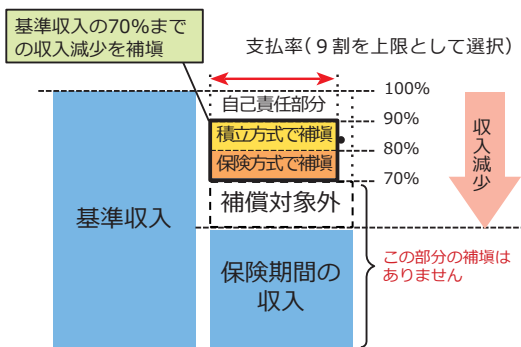 基準収入の70%まで
の収入減少を補塡
支払率(９割を上限として選択)
100%
自己責任部分
90%
積立方式で補塡
80%
保険方式で補塡
70%
収入減少
補償対象外
基準収入
この部分の補塡は
ありません
保険期間の
収入